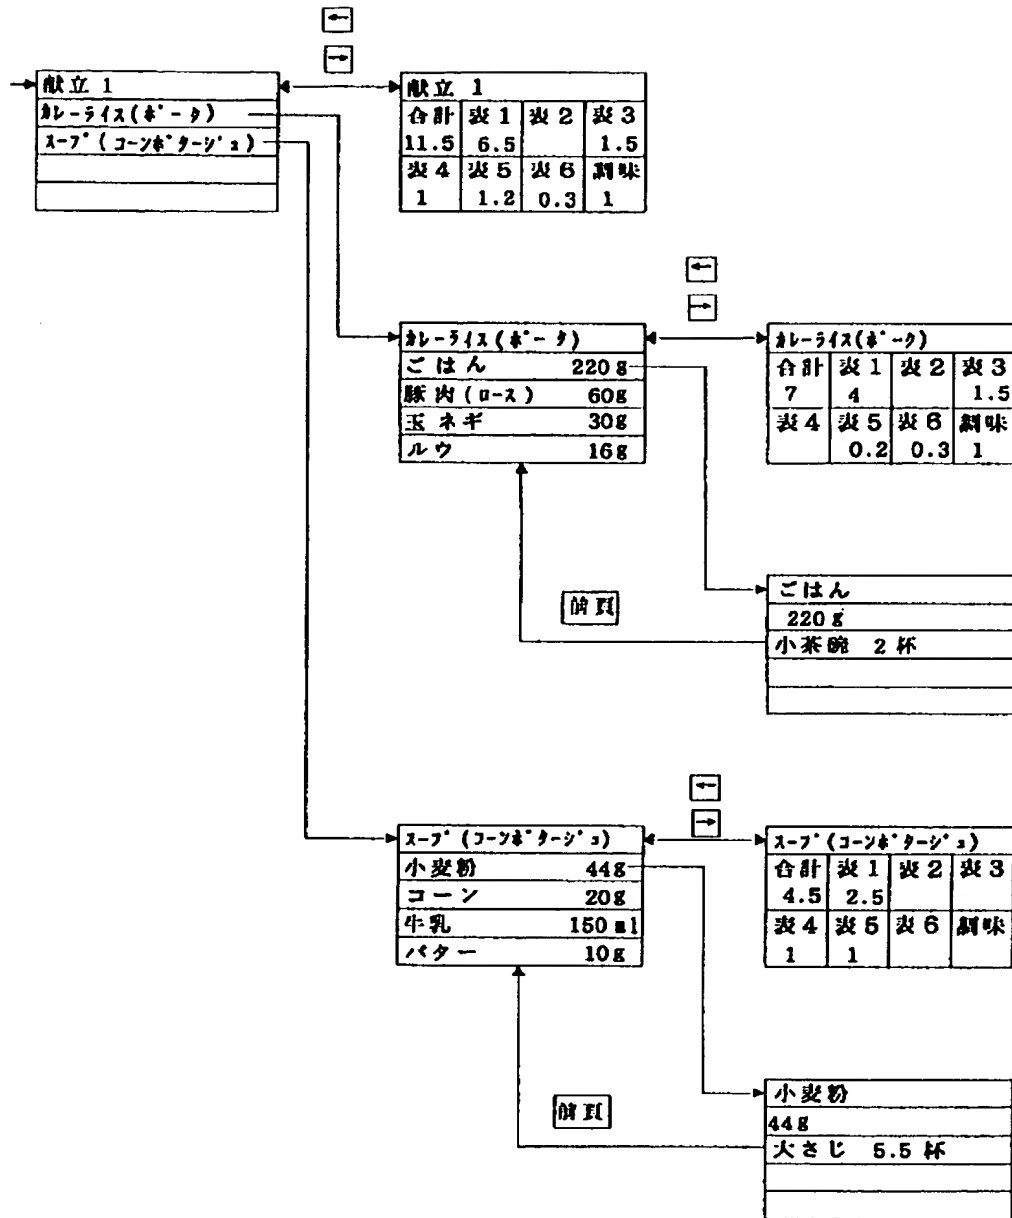 ←
→
献立 1
カレーライス(ポーク)
スープ(コーンポタージュ)
献立 1
合計 表1 表2 表3
11.5 6.5 1.5
表4 表5 表6 調味
1 1.2 0.3 1
←
→
カレーライス(ポーク)
ごはん 220g
豚肉(ロース) 60g
玉ネギ 30g
ルウ 16g
カレーライス(ポーク)
合計 表1 表2 表3
7 4 1.5
表4 表5 表6 調味
0.2 0.3 1
前頁
ごはん
220g
小茶碗 2杯
←
→
スープ(コーンポタージュ)
小麦粉 44g
コーン 20g
牛乳 150ml
バター 10g
スープ(コーンポタージュ)
合計 表1 表2 表3
4.5 2.5
表4 表5 表6 調味
1 1
前頁
小麦粉
44g
大さじ 5.5杯